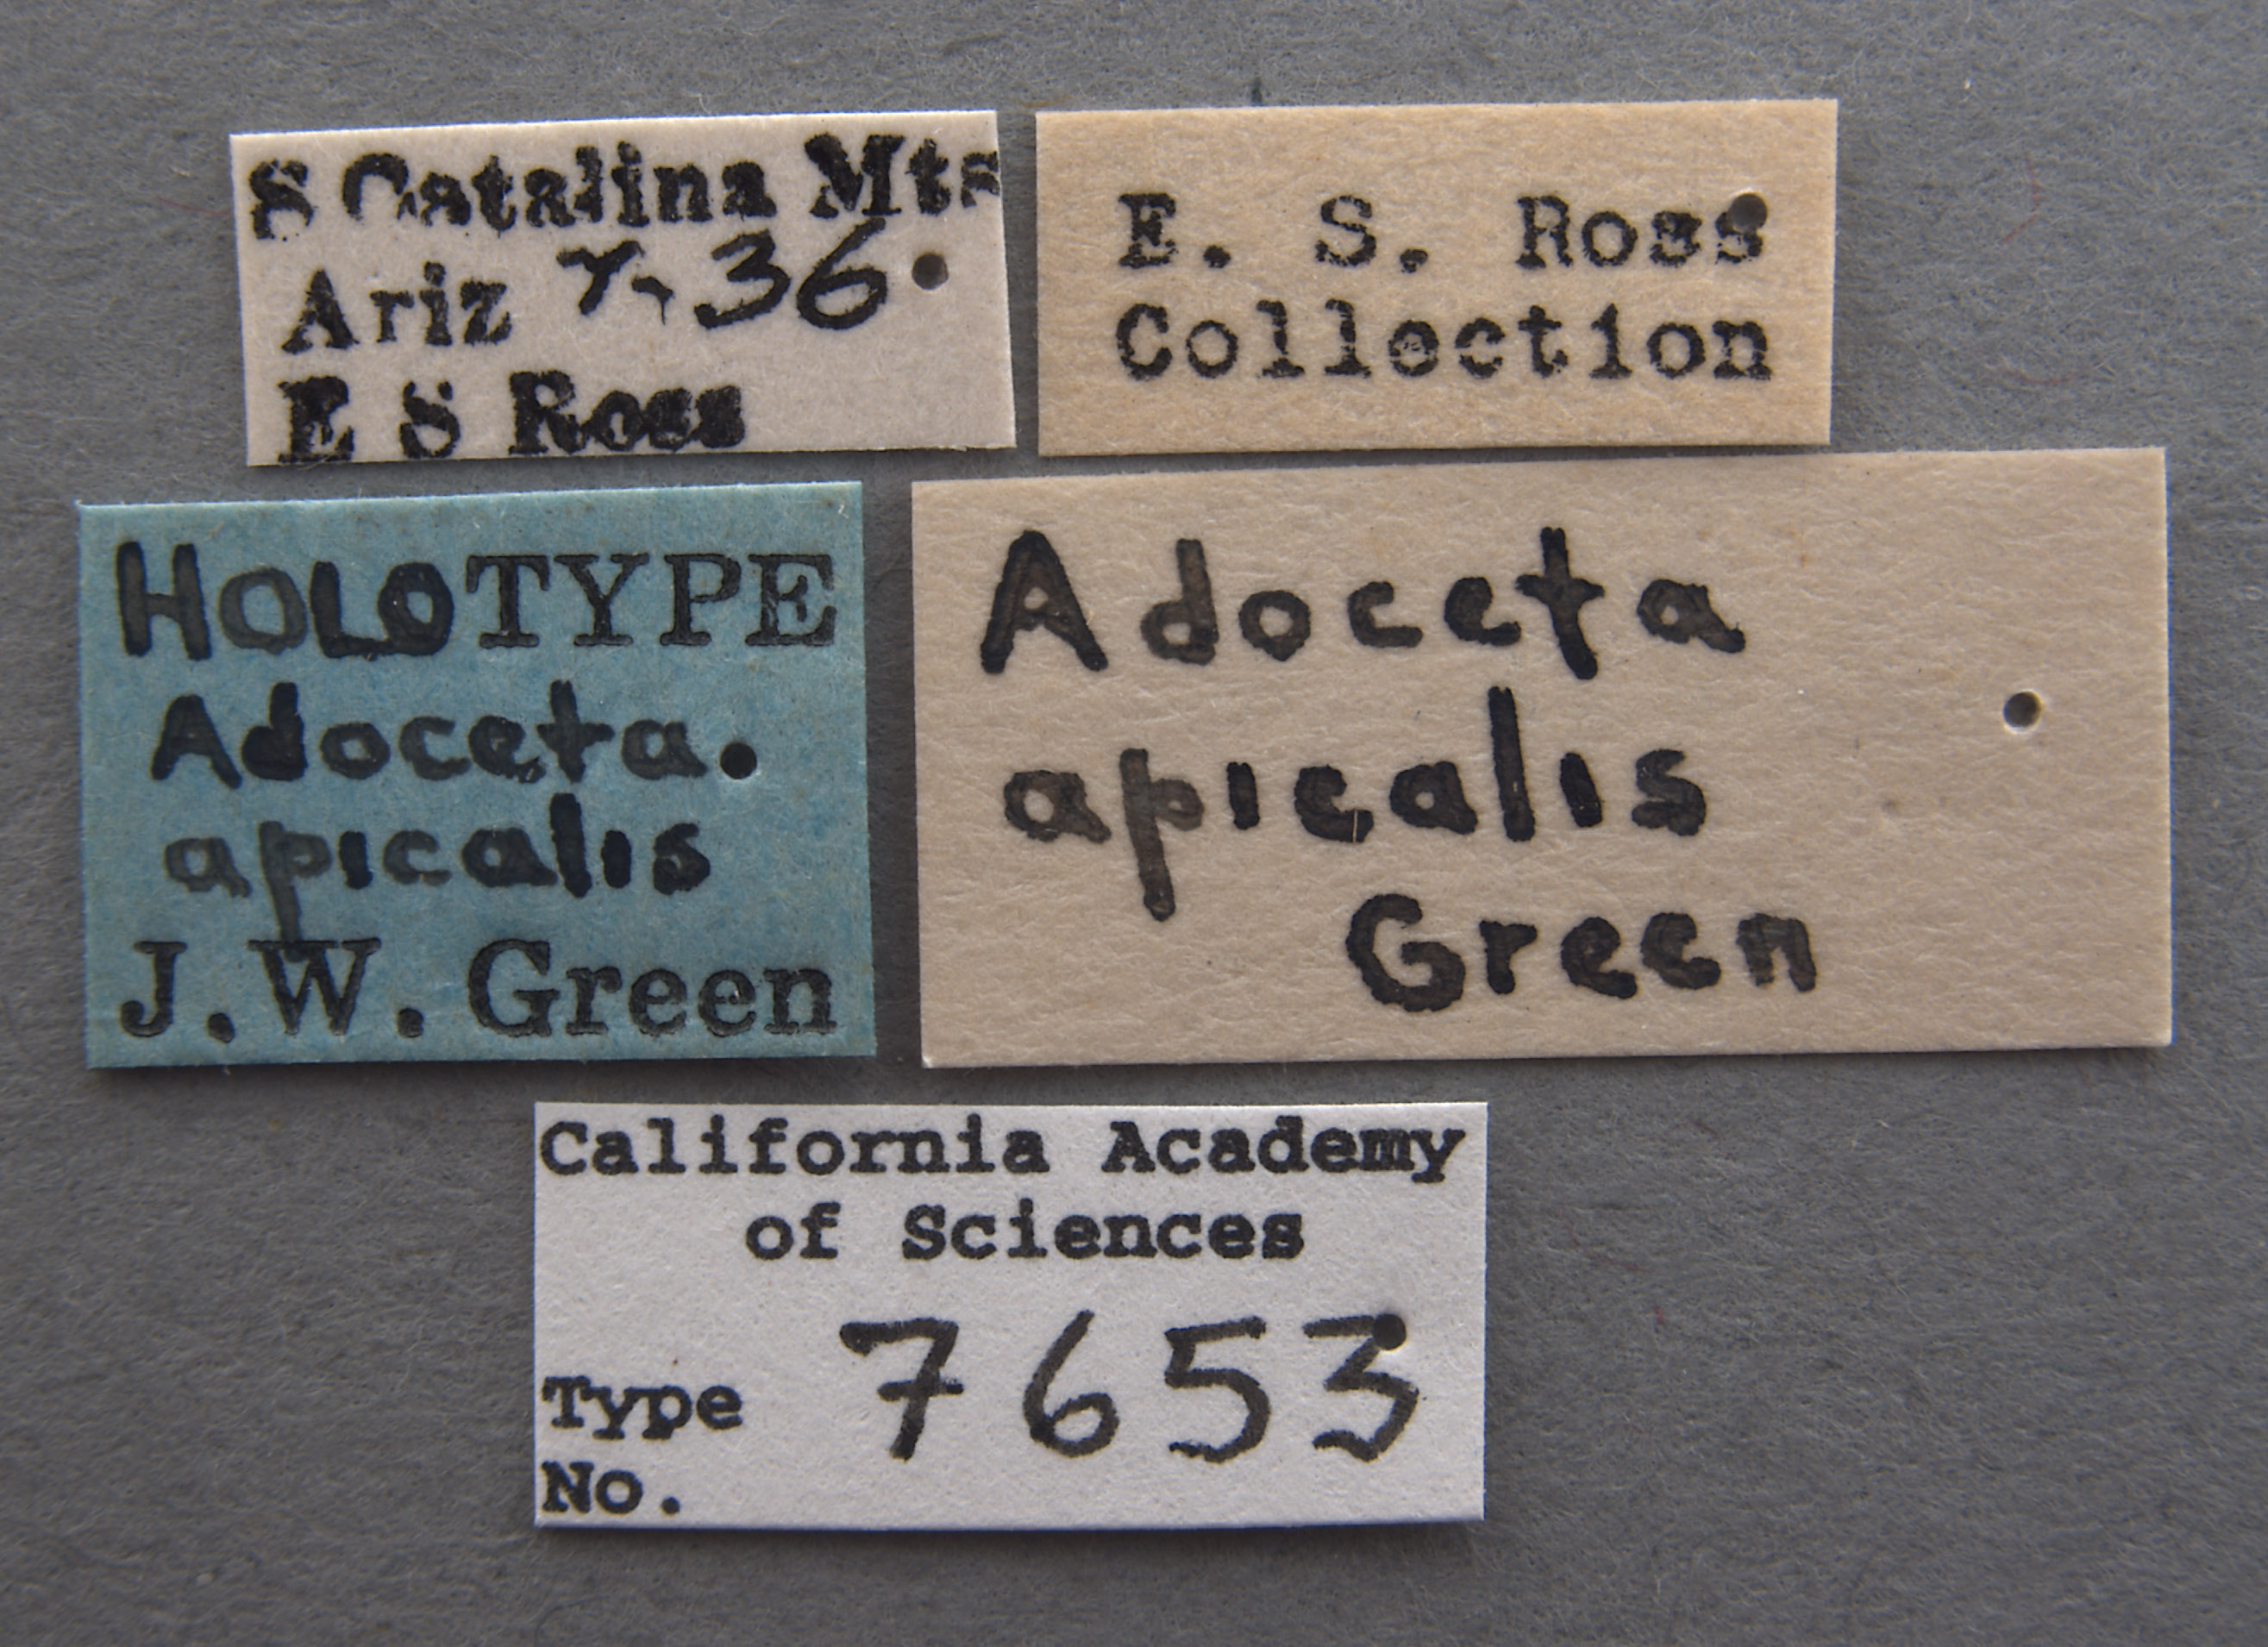 S Catalina Mts
Ariz 7-36
E S Ross
E. S. Ross
Collection
HOLOTYPE
Adoceta
apicalis
J. W. Green
Adoceta
apicalis
Green
California Academy
of Sciences
Type 7653
No.